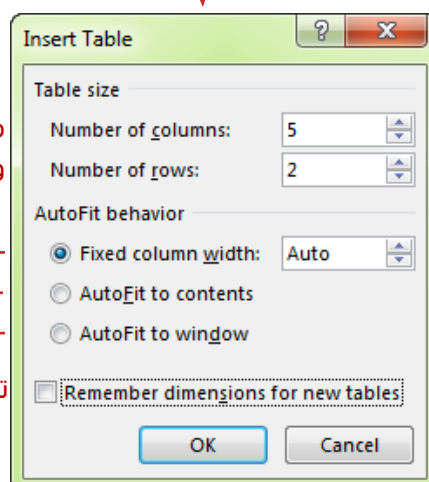 Insert Table
Table size
Number of columns: 5
Number of rows: 2
AutoFit behavior
Fixed column width: Auto
AutoFit to contents
AutoFit to window
Remember dimensions for new tables
OK Cancel